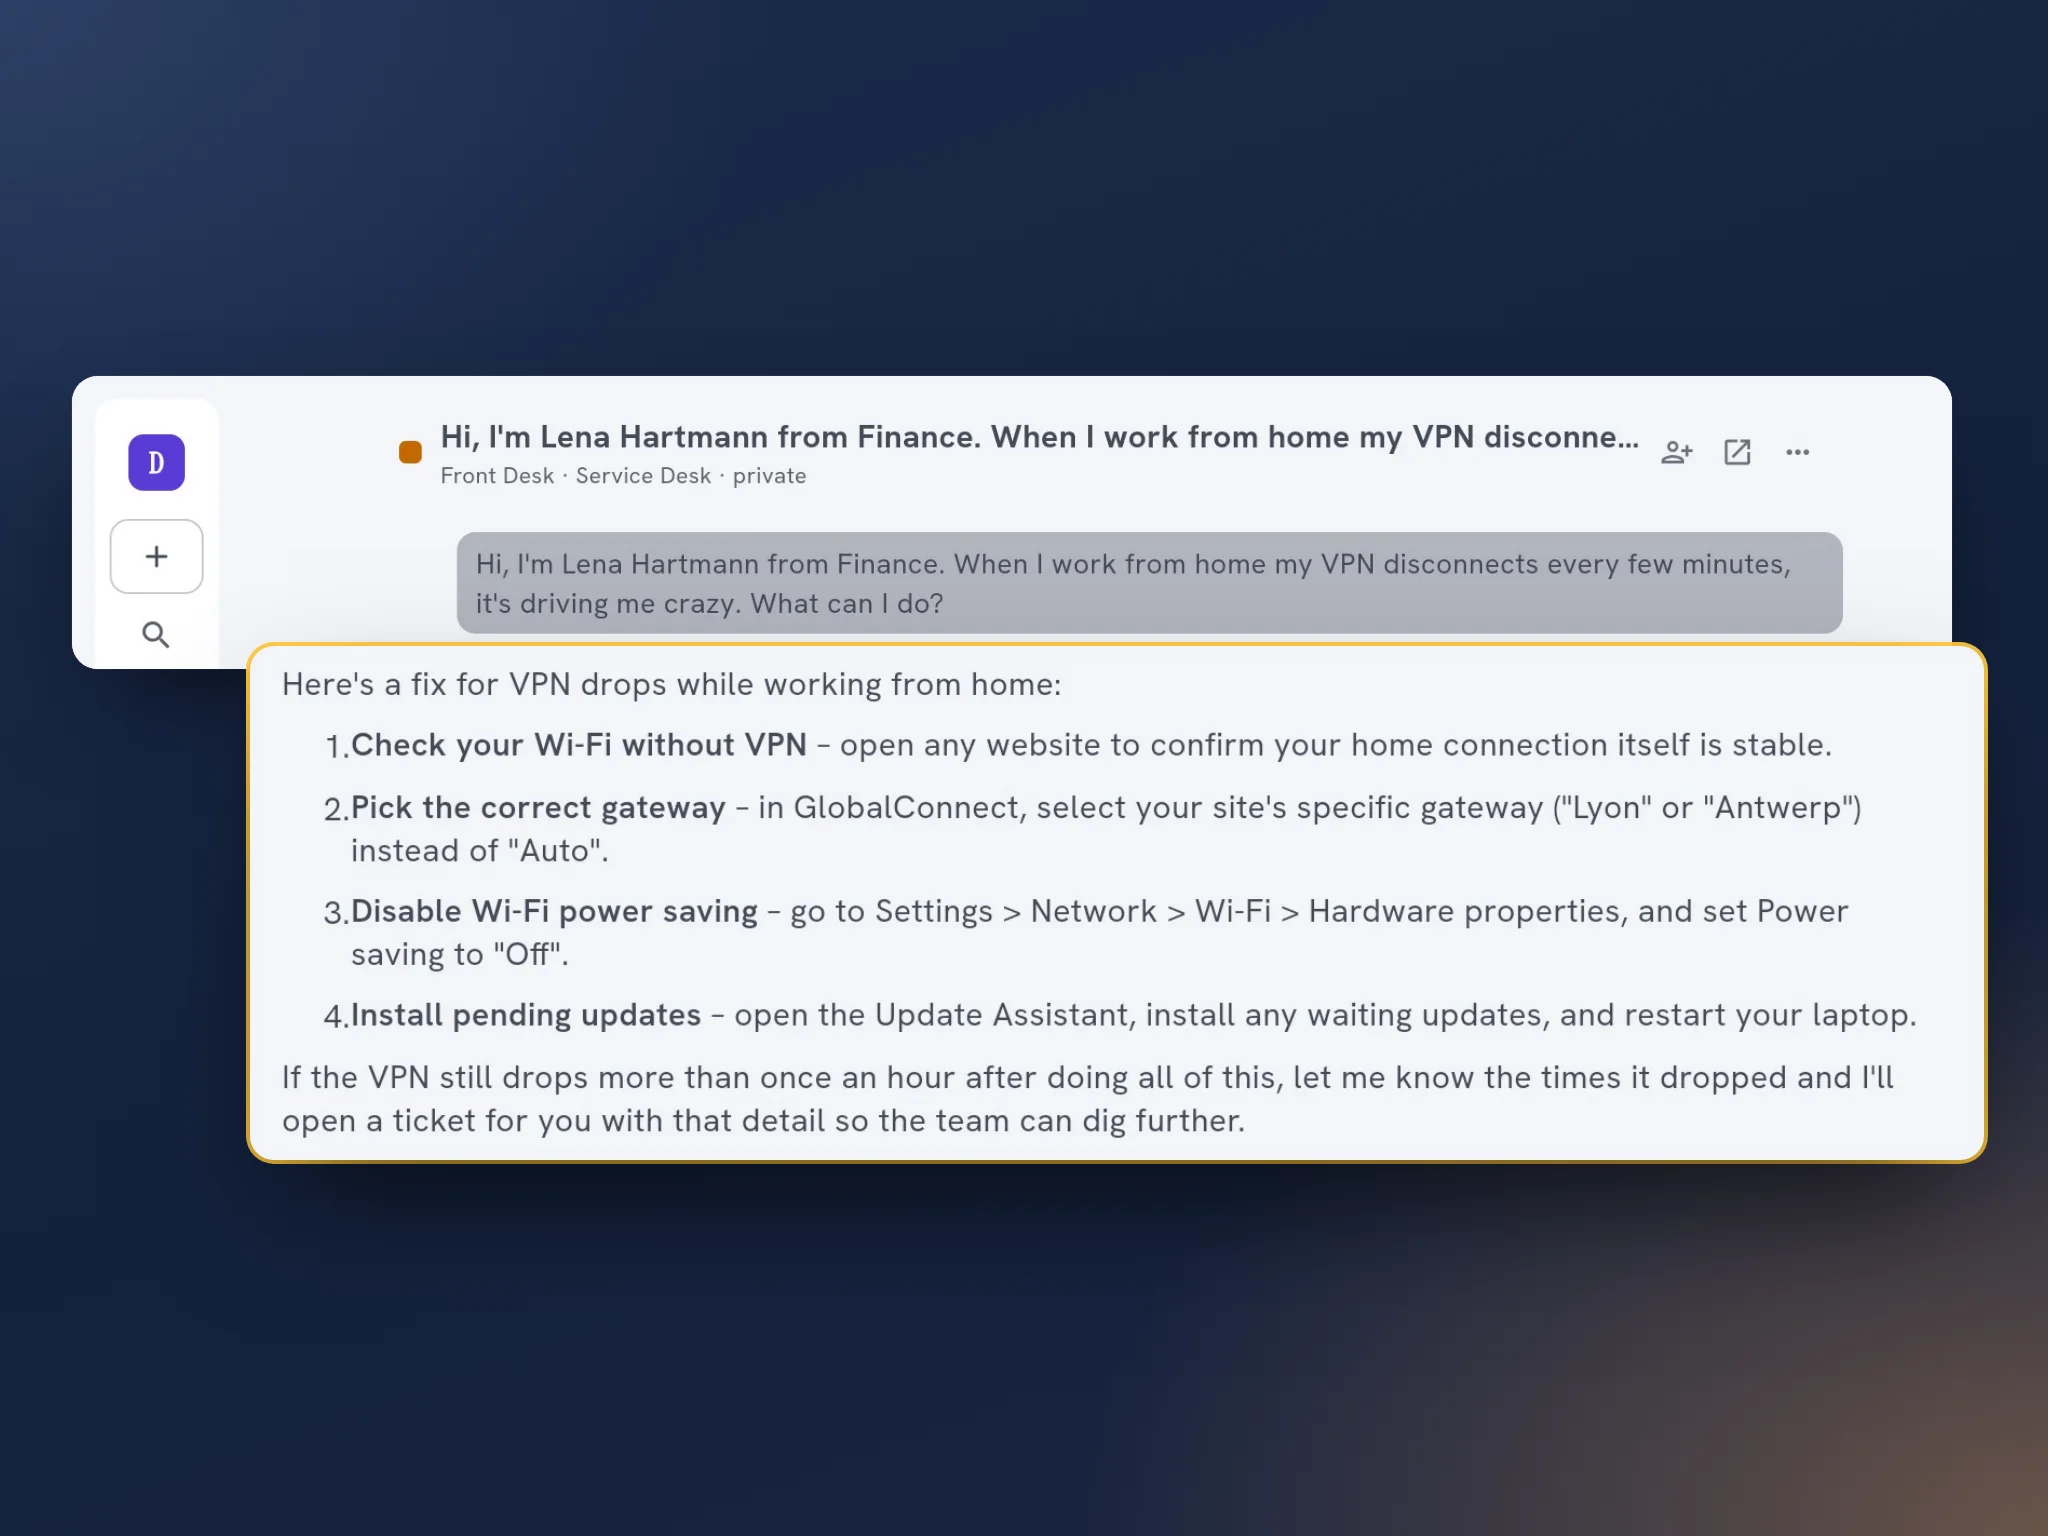 D
Hi, I'm Lena Hartmann from Finance. When I work from home my VPN disconne...
Front Desk · Service Desk · private
Hi, I'm Lena Hartmann from Finance. When I work from home my VPN disconnects every few minutes,
it's driving me crazy. What can I do?
Here's a fix for VPN drops while working from home:
1. Check your Wi-Fi without VPN – open any website to confirm your home connection itself is stable.
2. Pick the correct gateway – in GlobalConnect, select your site's specific gateway ("Lyon" or "Antwerp")
instead of "Auto".
3. Disable Wi-Fi power saving – go to Settings > Network > Wi-Fi > Hardware properties, and set Power
saving to "Off".
4. Install pending updates – open the Update Assistant, install any waiting updates, and restart your laptop.
If the VPN still drops more than once an hour after doing all of this, let me know the times it dropped and I'll
open a ticket for you with that detail so the team can dig further.